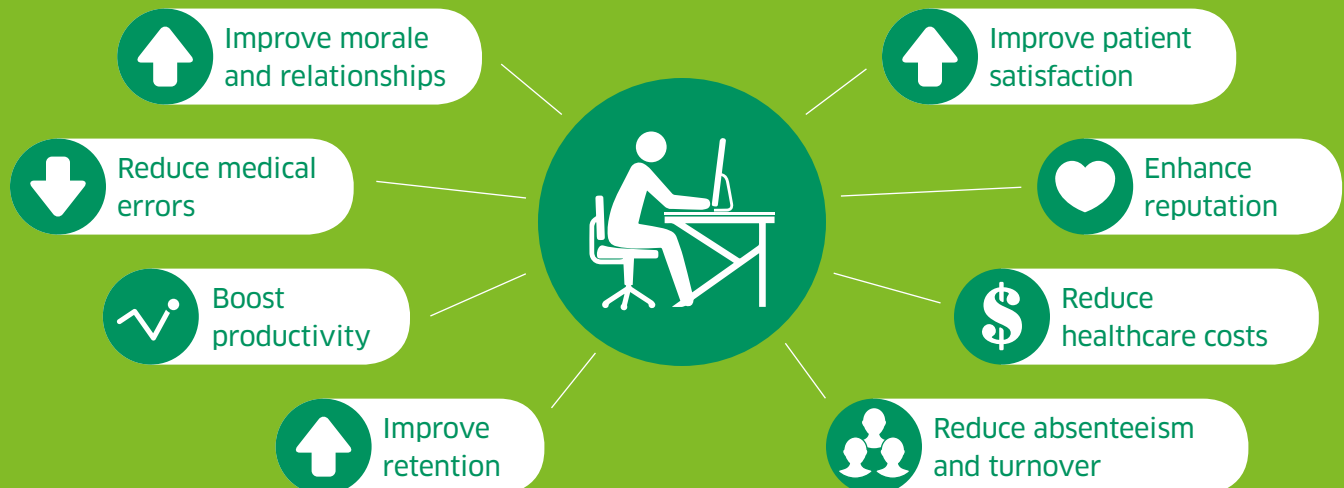 Improve morale
and relationships
Reduce medical
errors
Boost
productivity
Improve
retention
Improve patient
satisfaction
Enhance
reputation
$
Reduce
healthcare costs
Reduce absenteeism
and turnover